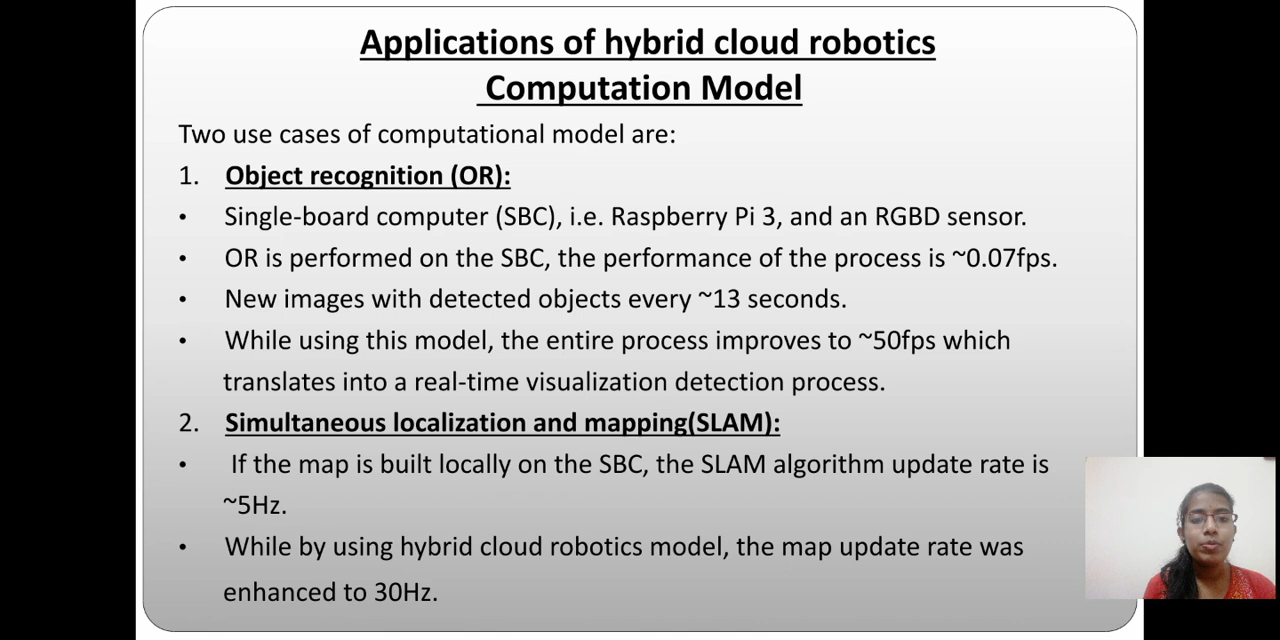 Applications of hybrid cloud robotics
Computation Model
Two use cases of computational model are:
1. Object recognition (OR):
• Single-board computer (SBC), i.e. Raspberry Pi 3, and an RGBD sensor.
• OR is performed on the SBC, the performance of the process is ~0.07fps.
• New images with detected objects every ~13 seconds.
• While using this model, the entire process improves to ~50fps which
translates into a real-time visualization detection process.
2. Simultaneous localization and mapping(SLAM):
• If the map is built locally on the SBC, the SLAM algorithm update rate is
~5Hz.
• While by using hybrid cloud robotics model, the map update rate was
enhanced to 30Hz.